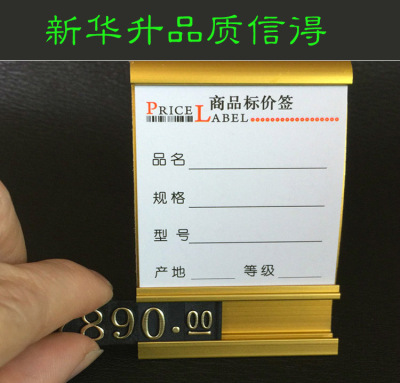 新华升品质信得
PRICE LABEL 商品标价签
品名
规格
型号
产地 等级
890.00